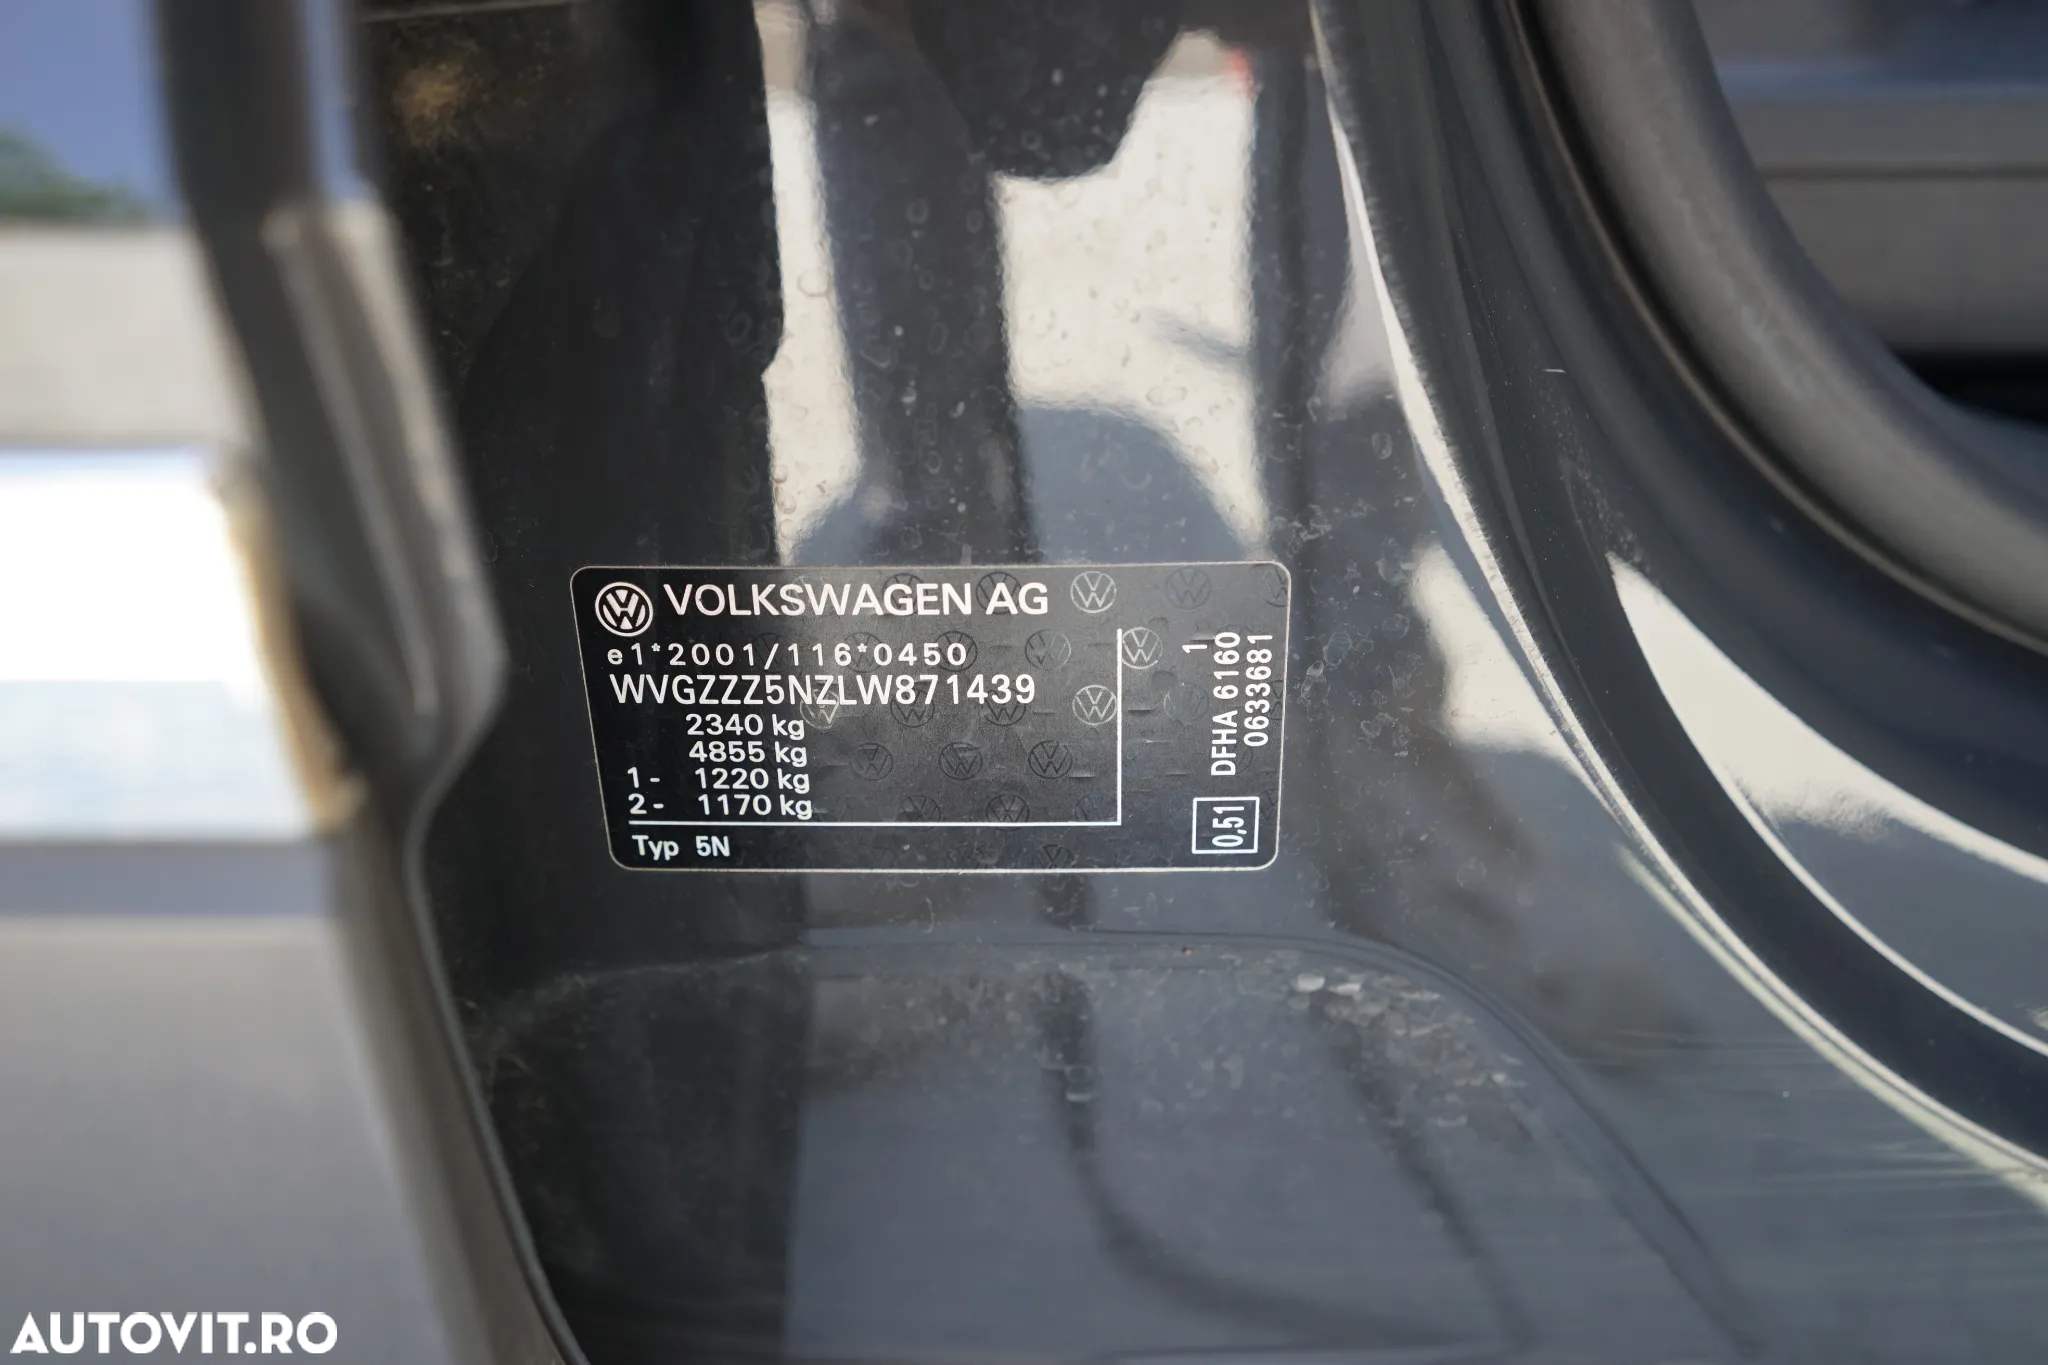 VOLKSWAGEN AG
e1*2001/116*0450
WVGZZZ5NZLW871439
2340 kg
4855 kg
1- 1220 kg
2- 1170 kg
Typ 5N
1
DFHA 6160
0633681
0,51
AUTOVIT.RO